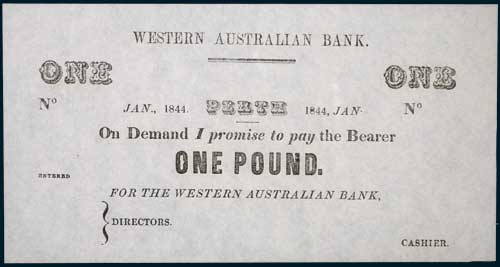 WESTERN AUSTRALIAN BANK.
ONE ONE
No JAN., 1844. PERTH 1844, JAN. No
On Demand I promise to pay the Bearer
ONE POUND.
ENTERED
FOR THE WESTERN AUSTRALIAN BANK,
DIRECTORS.
CASHIER.